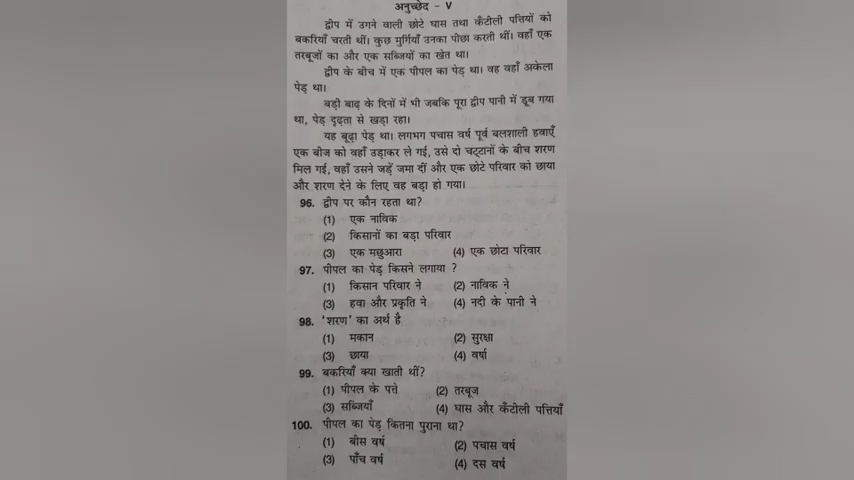 अनुच्छेद - V
द्वीप में उगने वाली छोटे घास तथा कँटीली पत्तियों को
बकरियाँ चरती थीं। कुछ मुर्गियाँ उनका पीछा करती थीं। वहाँ एक
तरबूजों का और एक सब्जियों का खेत था।
द्वीप के बीच में एक पीपल का पेड़ था। वह वहाँ अकेला
पेड़ था।
बड़ी बाढ़ के दिनों में भी जबकि पूरा द्वीप पानी में डूब गया
था, पेड़ दृढ़ता से खड़ा रहा।
यह बूढ़ा पेड़ था। लगभग पचास वर्ष पूर्व बलशाली हवाएँ
एक बीज को वहाँ उड़ाकर ले गई, उसे दो चट्टानों के बीच शरण
मिल गई, वहाँ उसने जड़ें जमा दीं और एक छोटे परिवार को छाया
और शरण देने के लिए वह बड़ा हो गया।
96. द्वीप पर कौन रहता था?
(1) एक नाविक
(2) किसानों का बड़ा परिवार
(3) एक मछुआरा (4) एक छोटा परिवार
97. पीपल का पेड़ किसने लगाया ?
(1) किसान परिवार ने (2) नाविक ने
(3) हवा और प्रकृति ने (4) नदी के पानी ने
98. 'शरण' का अर्थ है
(1) मकान (2) सुरक्षा
(3) छाया (4) वर्षा
99. बकरियाँ क्या खाती थीं?
(1) पीपल के पत्ते (2) तरबूज
(3) सब्जियाँ (4) घास और कँटीली पत्तियाँ
100. पीपल का पेड़ कितना पुराना था?
(1) बीस वर्ष (2) पचास वर्ष
(3) पाँच वर्ष (4) दस वर्ष